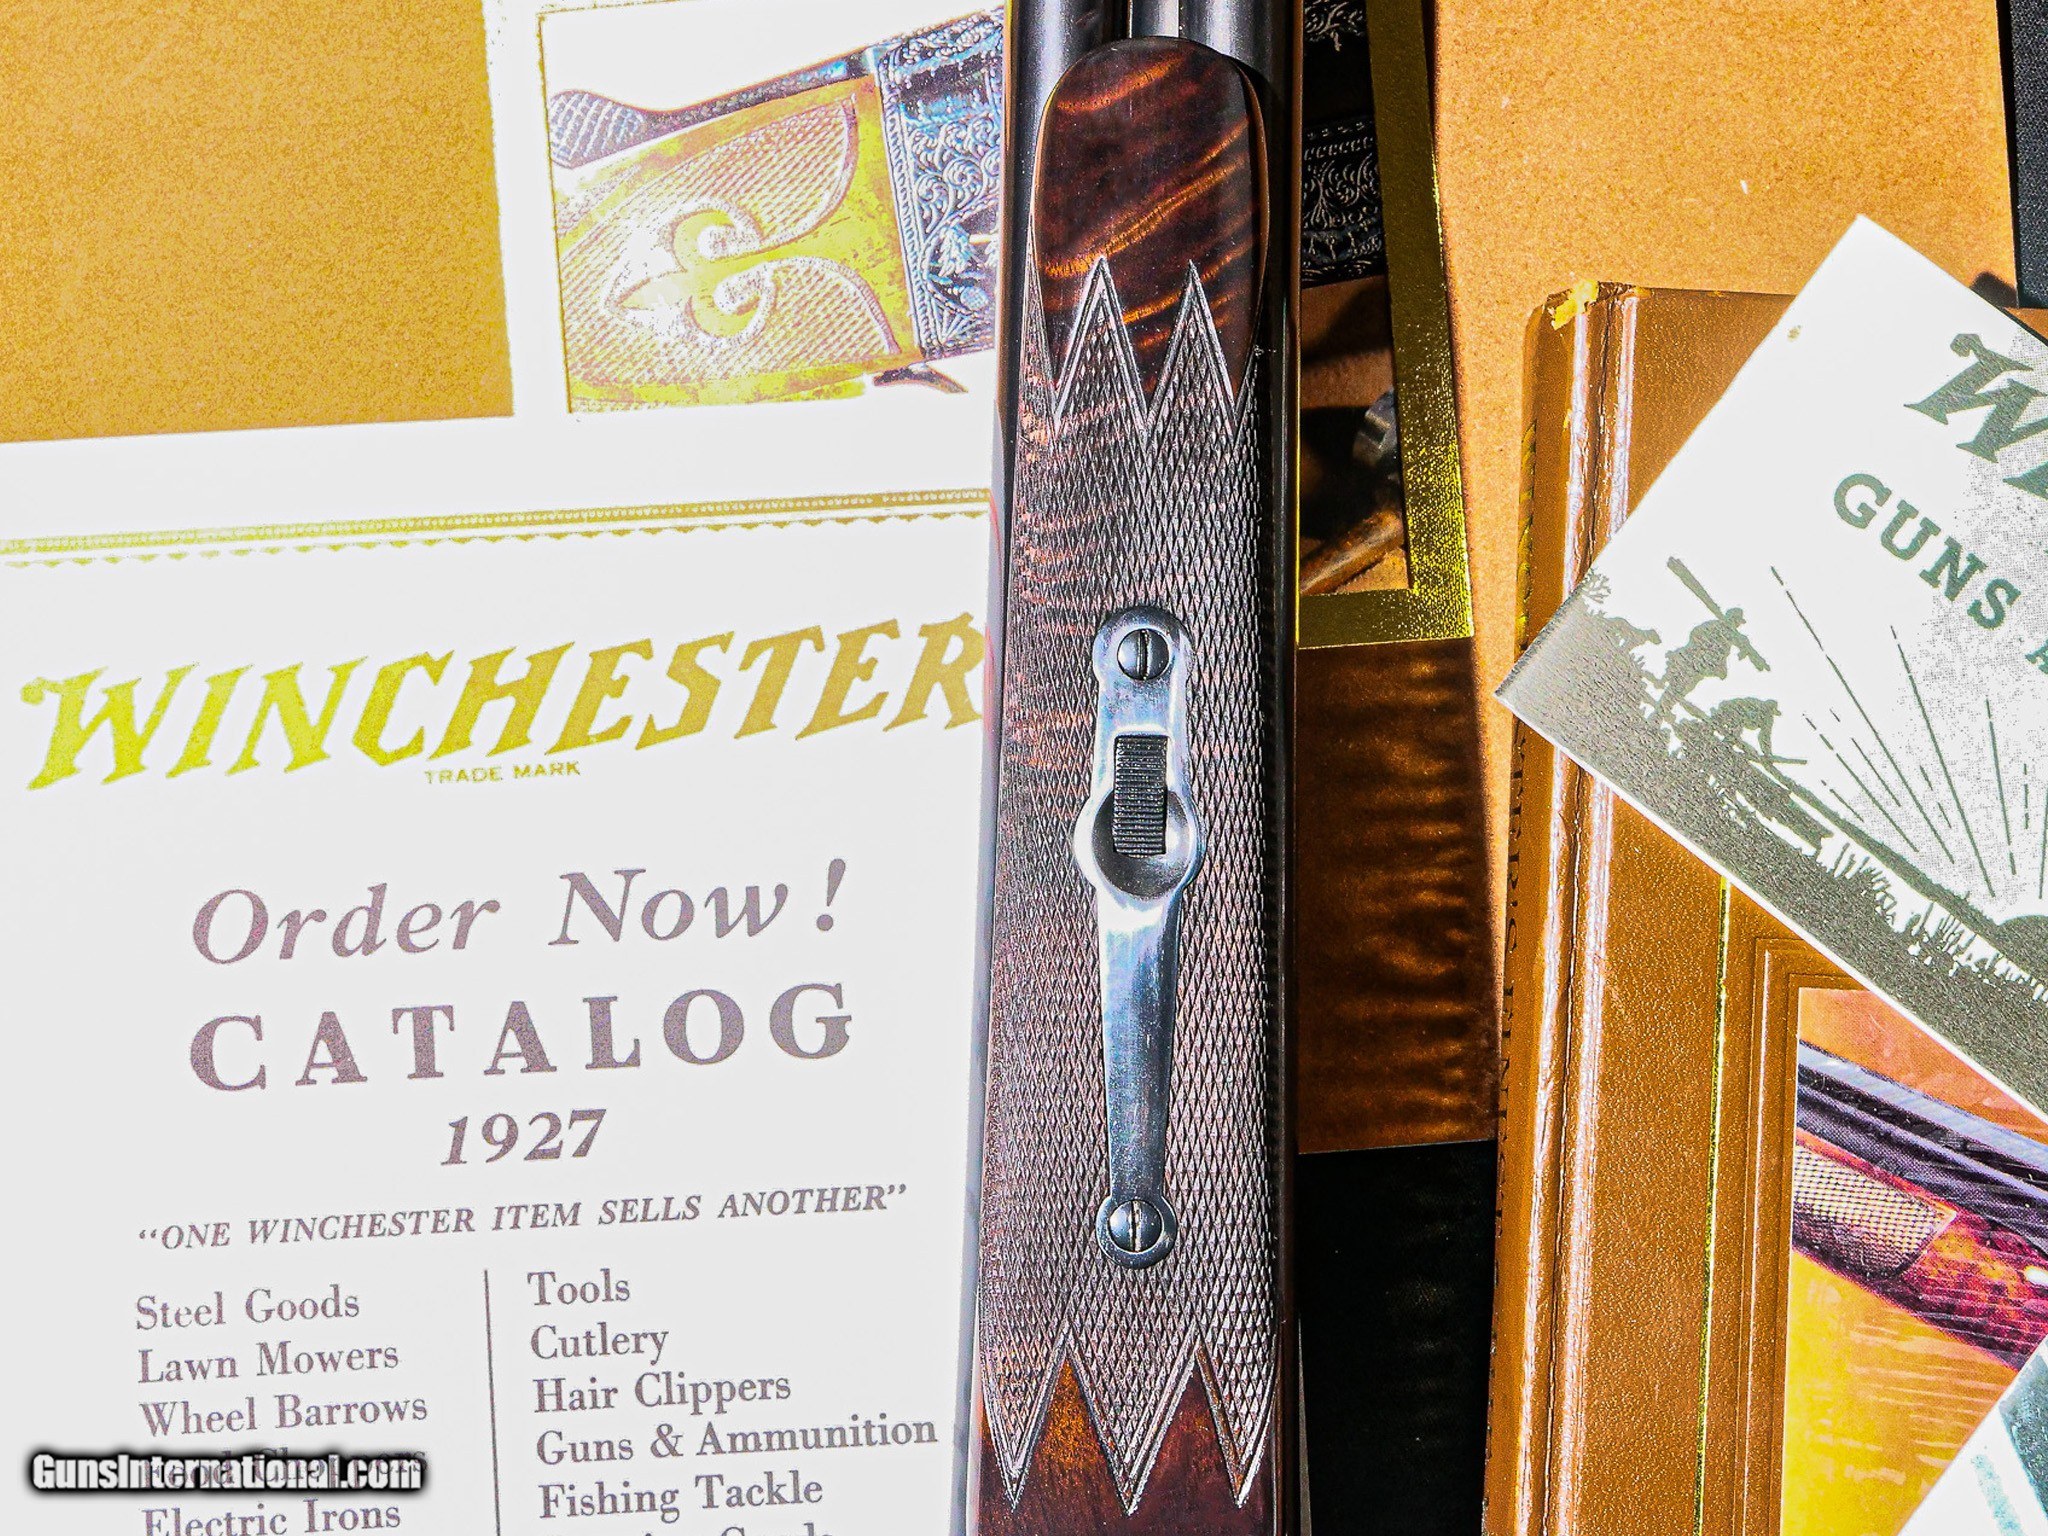 WINCHESTER
TRADE MARK
Order Now!
CATALOG
1927
"ONE WINCHESTER ITEM SELLS ANOTHER"
Steel Goods
Lawn Mowers
Wheel Barrows
Electric Irons
Tools
Cutlery
Hair Clippers
Guns & Ammunition
Fishing Tackle
GUNS
GunsInternational.com